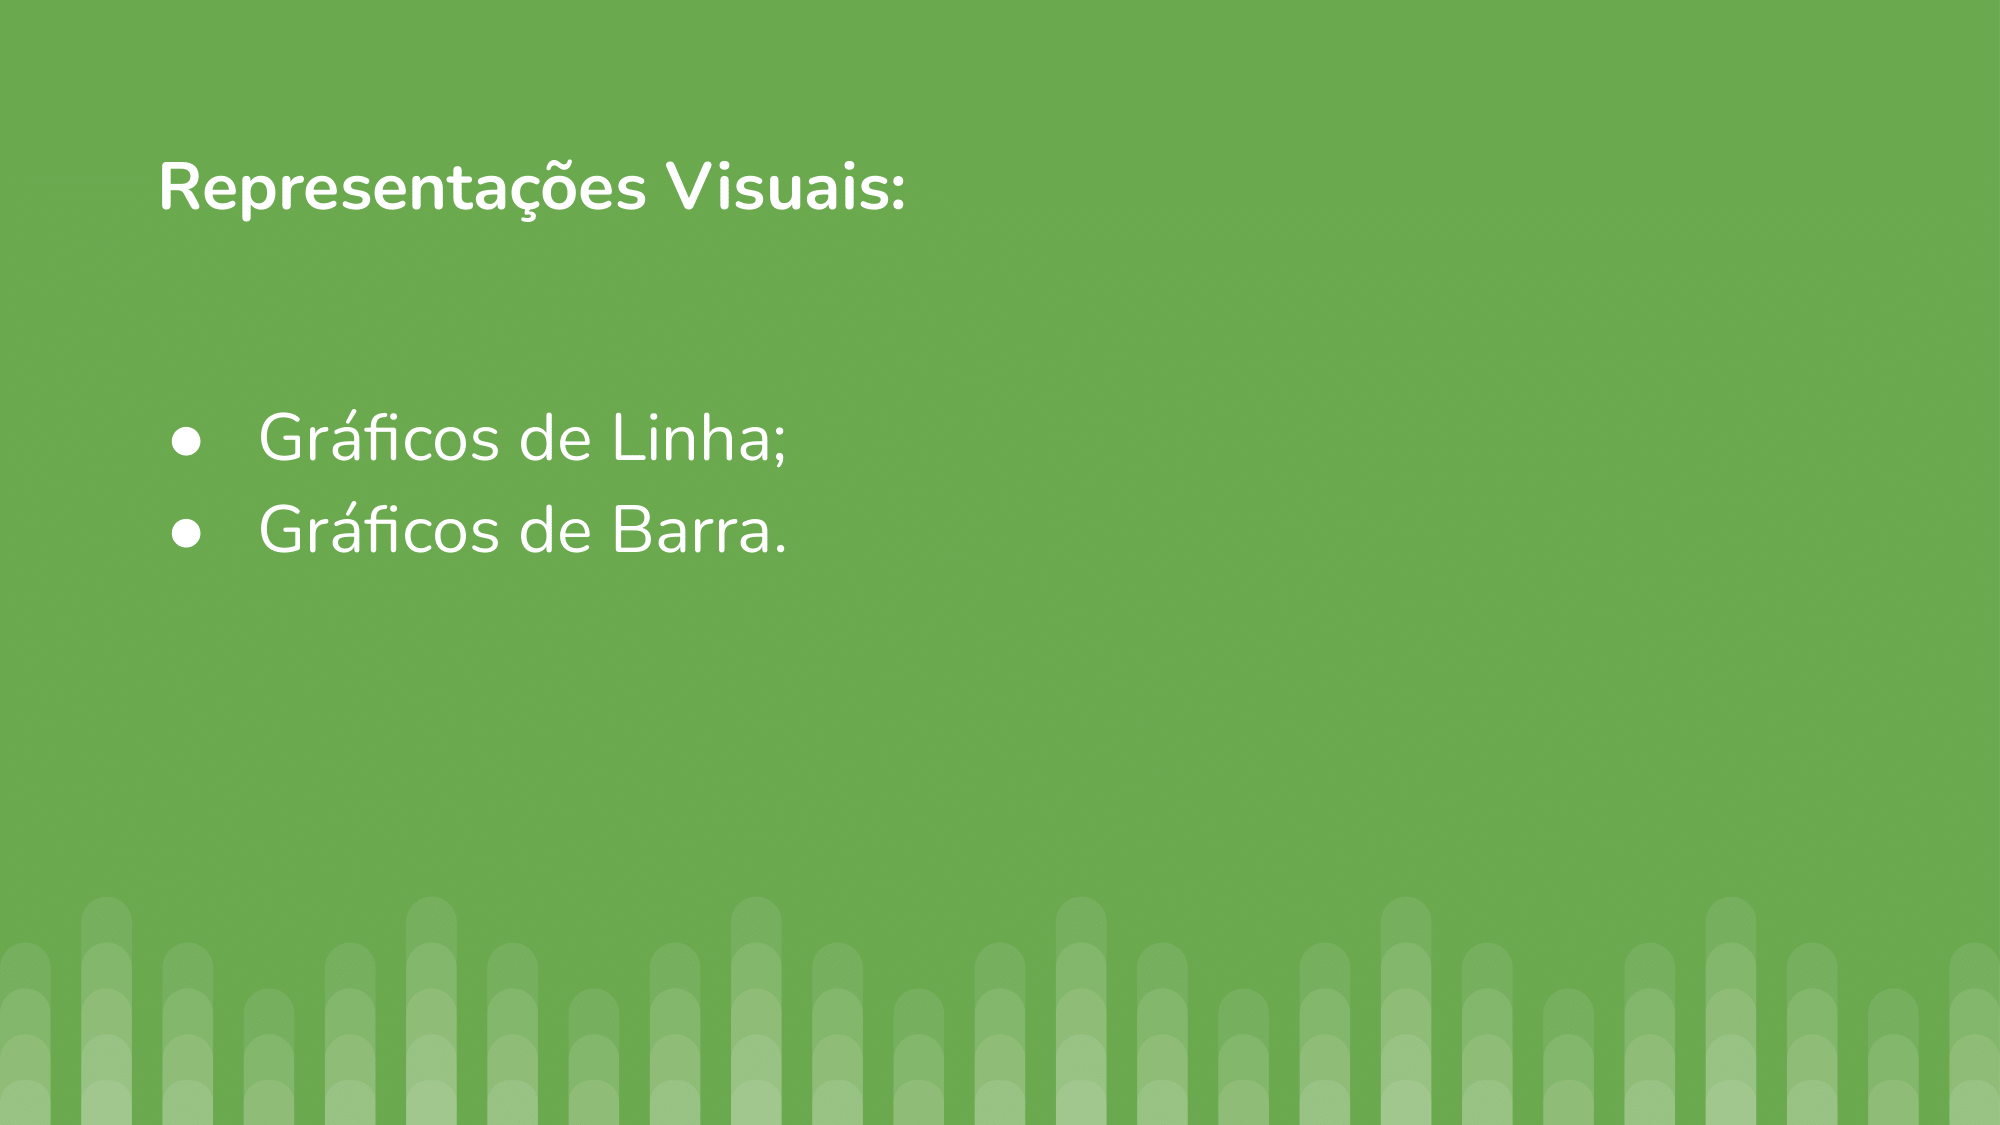 Representações Visuais:
● Gráficos de Linha;
● Gráficos de Barra.